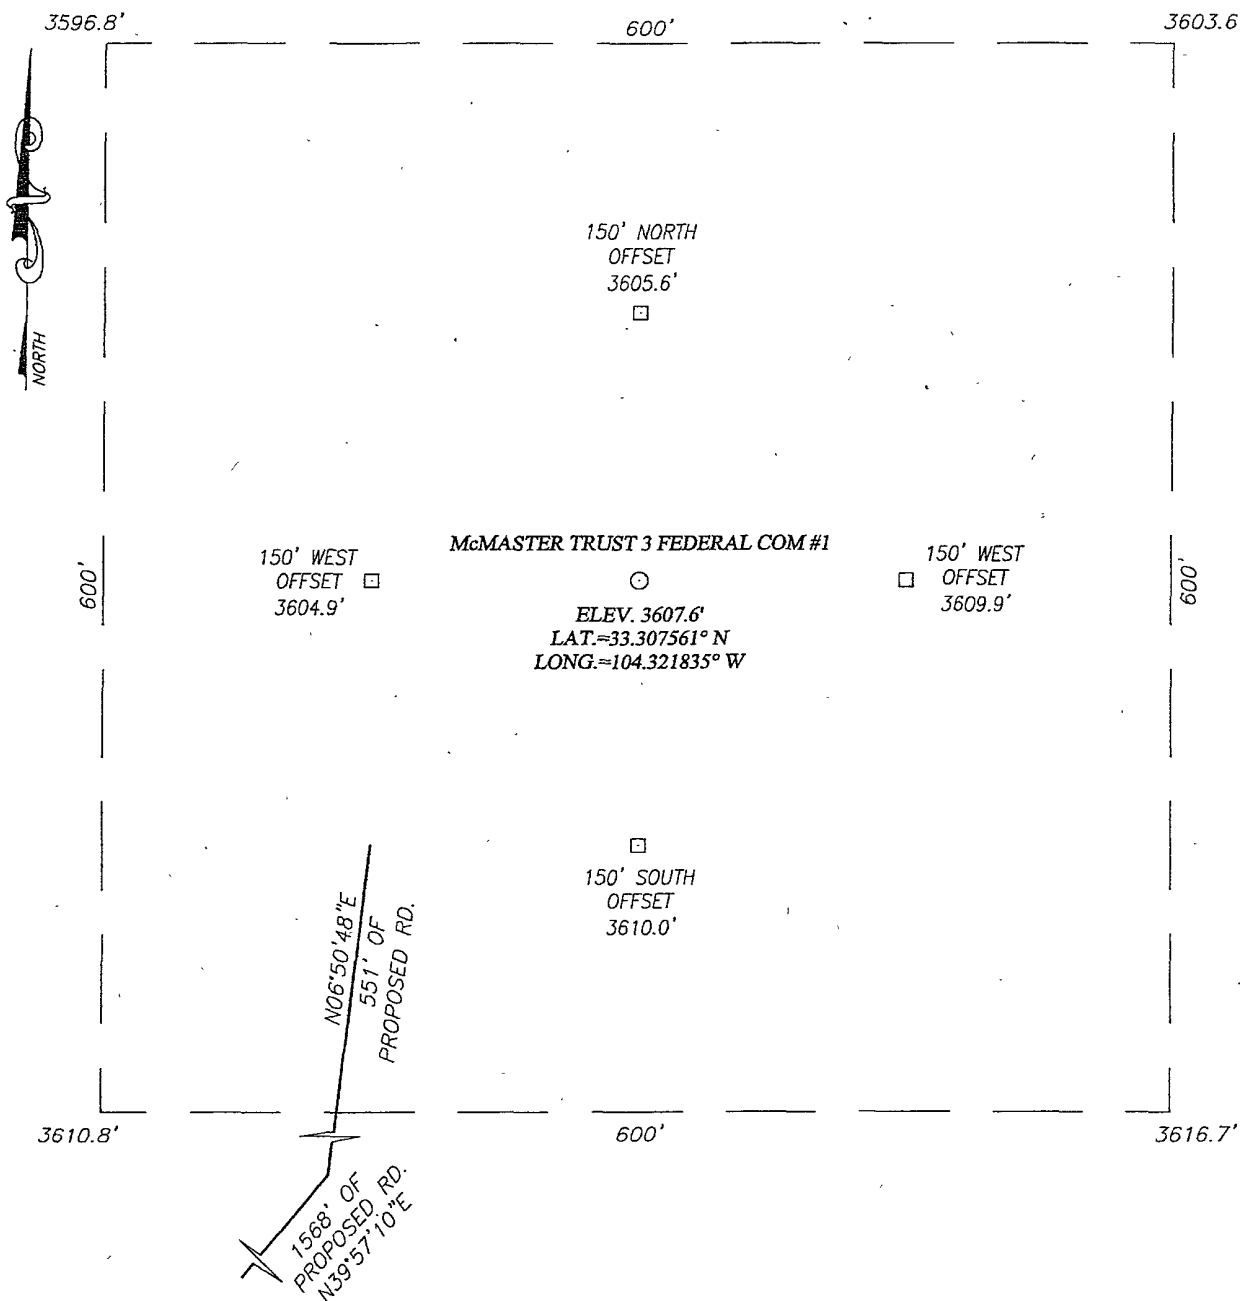 3596.8'
600'
3603.6
NORTH
150' NORTH
OFFSET
3605.6'
600'
150' WEST
OFFSET
3604.9'
McMASTER TRUST 3 FEDERAL COM #1
ELEV. 3607.6'
LAT.=33.307561° N
LONG.=104.321835° W
150' WEST
OFFSET
3609.9'
600'
150' SOUTH
OFFSET
3610.0'
N06°50'48"E
551' OF
PROPOSED RD.
3610.8'
600'
3616.7'
1568' OF
PROPOSED RD.
N39°57'10"E